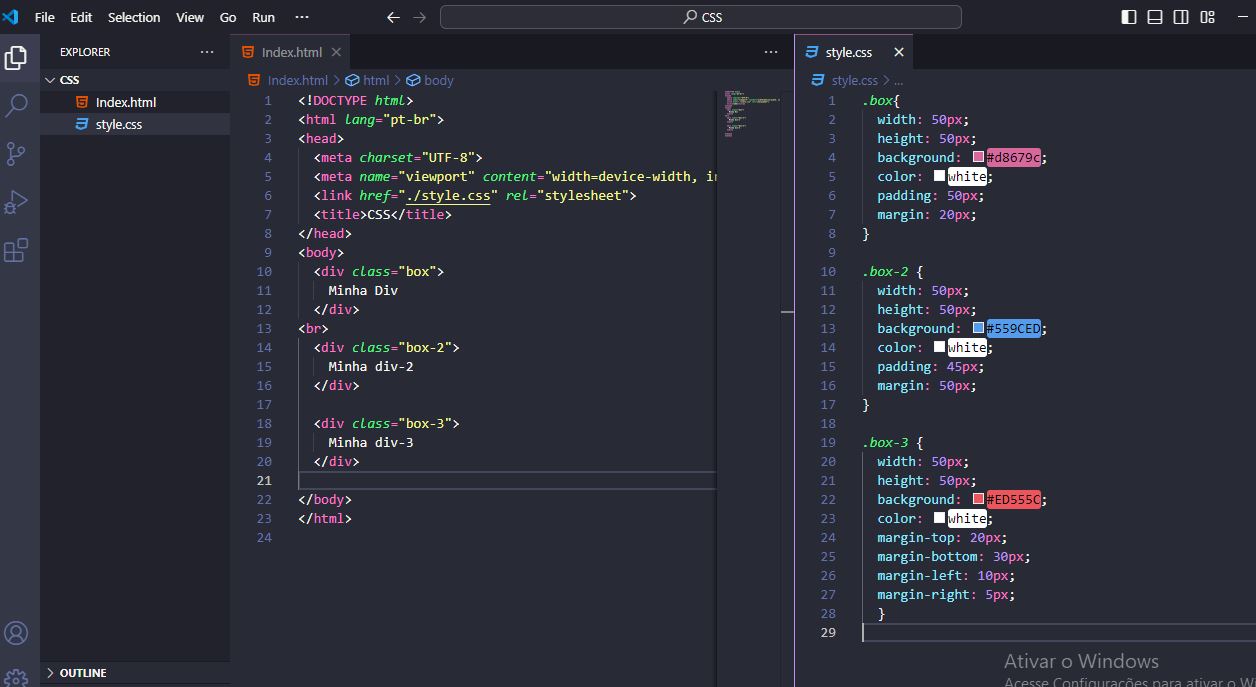 File Edit Selection View Go Run ··· CSS
EXPLORER ···
CSS
Index.html
style.css
OUTLINE
Index.html ···
Index.html > html > body
1 <!DOCTYPE html>
2 <html lang="pt-br">
3 <head>
4 <meta charset="UTF-8">
5 <meta name="viewport" content="width=device-width, in
6 <link href="./style.css" rel="stylesheet">
7 <title>CSS</title>
8 </head>
9 <body>
10 <div class="box">
11 Minha Div
12 </div>
13 <br>
14 <div class="box-2">
15 Minha div-2
16 </div>
17
18 <div class="box-3">
19 Minha div-3
20 </div>
21
22 </body>
23 </html>
24
style.css
style.css > ...
1 .box{
2 width: 50px;
3 height: 50px;
4 background: #d8679c;
5 color: white;
6 padding: 50px;
7 margin: 20px;
8 }
9
10 .box-2 {
11 width: 50px;
12 height: 50px;
13 background: #559CED;
14 color: white;
15 padding: 45px;
16 margin: 50px;
17 }
18
19 .box-3 {
20 width: 50px;
21 height: 50px;
22 background: #ED555C;
23 color: white;
24 margin-top: 20px;
25 margin-bottom: 30px;
26 margin-left: 10px;
27 margin-right: 5px;
28 }
29
Ativar o Windows
Acesse Configurações para ativar o Wi